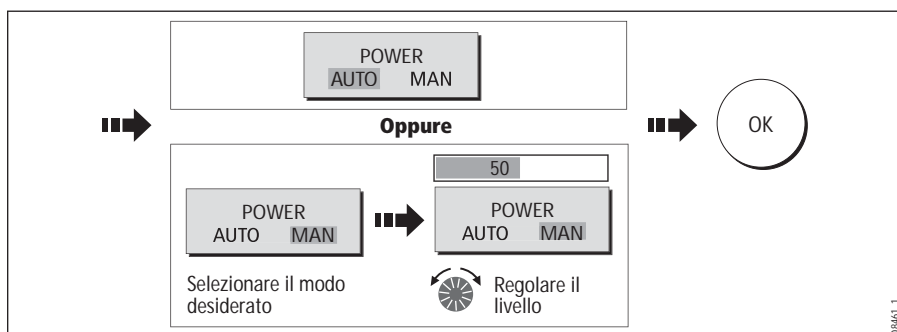 POWER
AUTO MAN
Oppure
OK
50
POWER
AUTO MAN
POWER
AUTO MAN
Selezionare il modo
desiderato
Regolare il
livello